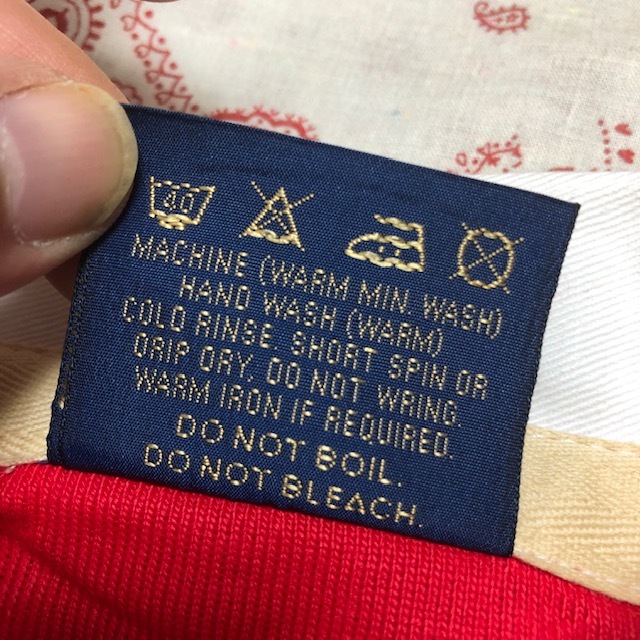 40
MACHINE (WARM MIN. WASH)
HAND WASH (WARM)
COLD RINSE. SHORT SPIN OR
DRIP DRY. DO NOT WRING.
WARM IRON IF REQUIRED.
DO NOT BOIL.
DO NOT BLEACH.